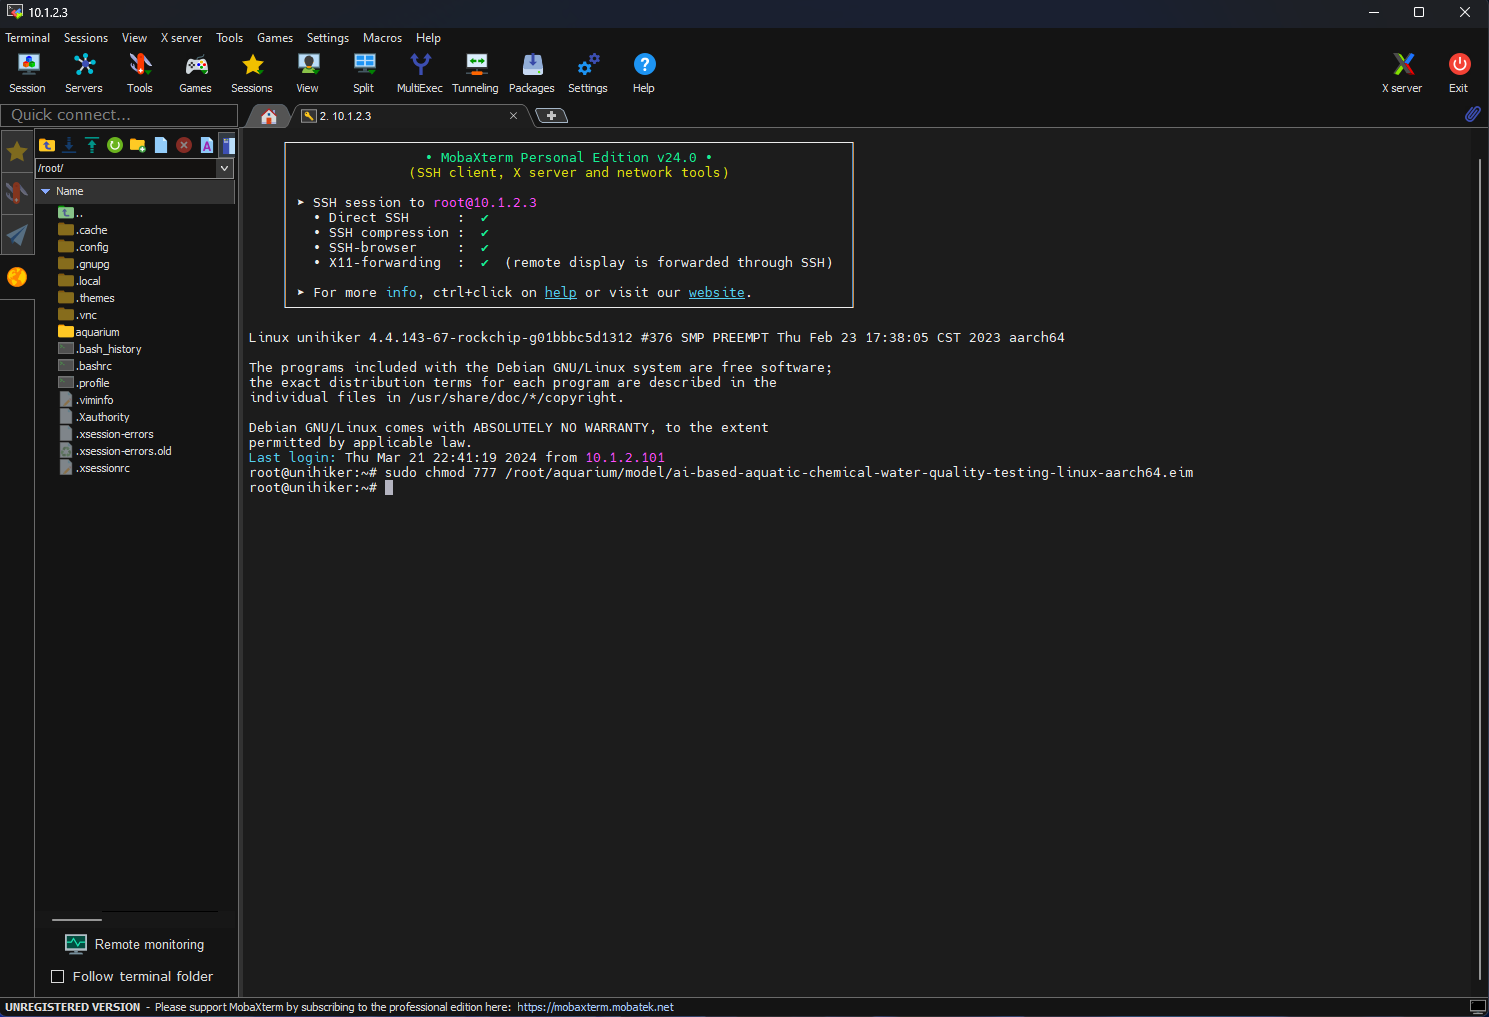 10.1.2.3
Terminal Sessions View X server Tools Games Settings Macros Help
Session Servers Tools Games Sessions View Split MultiExec Tunneling Packages Settings Help X server Exit
Quick connect...
2. 10.1.2.3
/root/
Name
..
.cache
.config
.gnupg
.local
.themes
.vnc
aquarium
.bash_history
.bashrc
.profile
.viminfo
.Xauthority
.xsession-errors
.xsession-errors.old
.xsessionrc
Remote monitoring
Follow terminal folder
• MobaXterm Personal Edition v24.0 •
(SSH client, X server and network tools)
➤ SSH session to root@10.1.2.3
• Direct SSH : ✔
• SSH compression : ✔
• SSH-browser : ✔
• X11-forwarding : ✔ (remote display is forwarded through SSH)
➤ For more info, ctrl+click on help or visit our website.
Linux unihiker 4.4.143-67-rockchip-g01bbbc5d1312 #376 SMP PREEMPT Thu Feb 23 17:38:05 CST 2023 aarch64
The programs included with the Debian GNU/Linux system are free software;
the exact distribution terms for each program are described in the
individual files in /usr/share/doc/*/copyright.
Debian GNU/Linux comes with ABSOLUTELY NO WARRANTY, to the extent
permitted by applicable law.
Last login: Thu Mar 21 22:41:19 2024 from 10.1.2.101
root@unihiker:~# sudo chmod 777 /root/aquarium/model/ai-based-aquatic-chemical-water-quality-testing-linux-aarch64.eim
root@unihiker:~#
UNREGISTERED VERSION - Please support MobaXterm by subscribing to the professional edition here: https://mobaxterm.mobatek.net